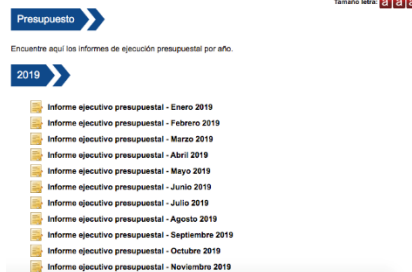 Tamaño letra: a a a
Presupuesto
Encuentre aquí los informes de ejecución presupuestal por año.
2019
Informe ejecutivo presupuestal - Enero 2019
Informe ejecutivo presupuestal - Febrero 2019
Informe ejecutivo presupuestal - Marzo 2019
Informe ejecutivo presupuestal - Abril 2019
Informe ejecutivo presupuestal - Mayo 2019
Informe ejecutivo presupuestal - Junio 2019
Informe ejecutivo presupuestal - Julio 2019
Informe ejecutivo presupuestal - Agosto 2019
Informe ejecutivo presupuestal - Septiembre 2019
Informe ejecutivo presupuestal - Octubre 2019
Informe ejecutivo presupuestal - Noviembre 2019